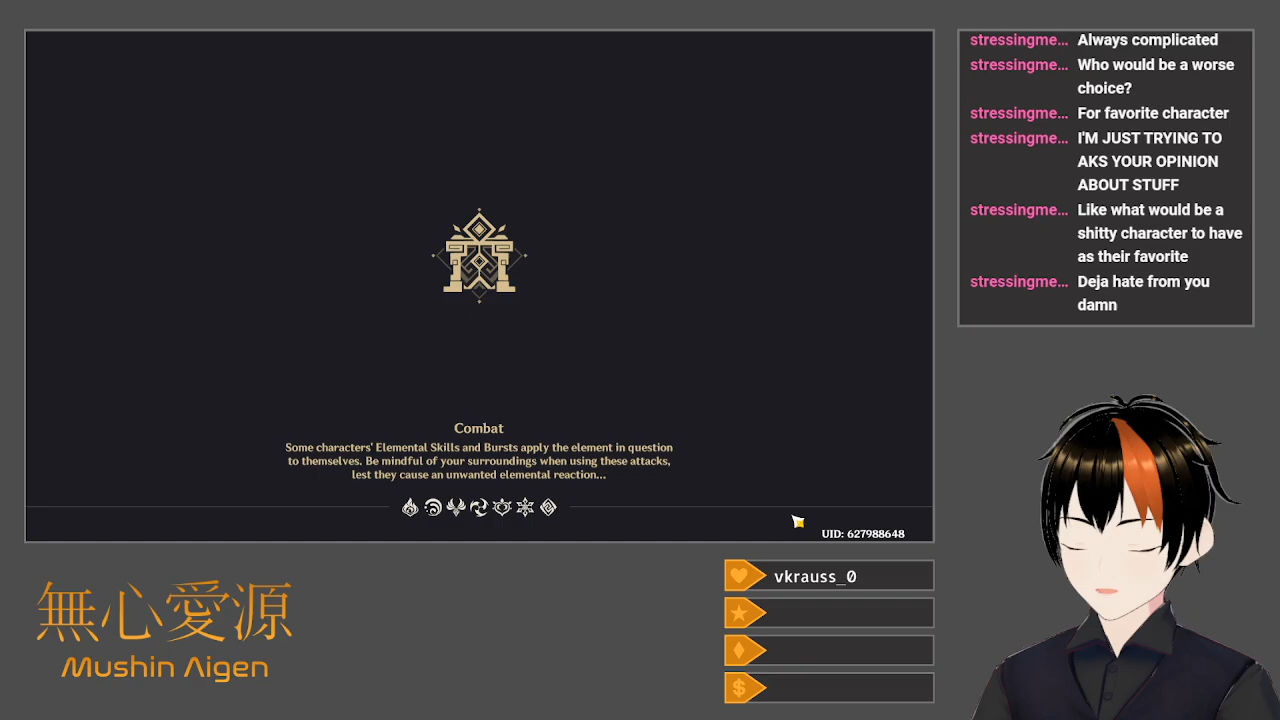 stressingme... Always complicated
stressingme... Who would be a worse
choice?
stressingme... For favorite character
stressingme... I'M JUST TRYING TO
AKS YOUR OPINION
ABOUT STUFF
stressingme... Like what would be a
shitty character to have
as their favorite
stressingme... Deja hate from you
damn
Combat
Some characters' Elemental Skills and Bursts apply the element in question
to themselves. Be mindful of your surroundings when using these attacks,
lest they cause an unwanted elemental reaction...
UID: 627988648
vkrauss_0
無心愛源
Mushin Aigen